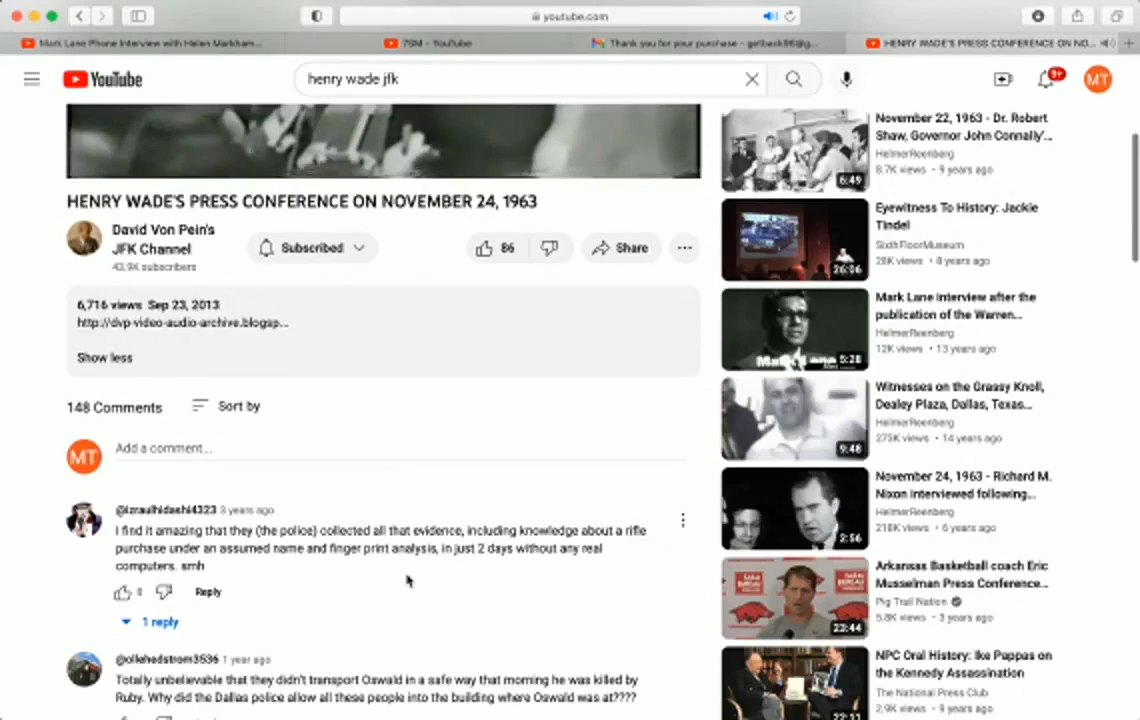 youtube.com
Mark Lane Phone Interview with Helen Markham...
7SM - YouTube
Thank you for your purchase - getback66@g...
HENRY WADE'S PRESS CONFERENCE ON NO...
YouTube
henry wade jfk
9+
MT
HENRY WADE'S PRESS CONFERENCE ON NOVEMBER 24, 1963
David Von Pein's
JFK Channel
Subscribed
86
Share
subscribers
6,716 views Sep 23, 2013
http://dvp-video-audio-archive.blogsp...
Show less
148 Comments
Sort by
MT
Add a comment...
@izraulhidashi4323 3 years ago
I find it amazing that they (the police) collected all that evidence, including knowledge about a rifle
purchase under an assumed name and finger print analysis, in just 2 days without any real
computers. smh
Reply
1 reply
@ollehedstrom3536 1 year ago
Totally unbelievable that they didn't transport Oswald in a safe way that morning he was killed by
Ruby. Why did the Dallas police allow all these people into the building where Oswald was at????
November 22, 1963 - Dr. Robert
Shaw, Governor John Connally'...
HelmerReenberg
8.7K views • 9 years ago
6:49
Eyewitness To History: Jackie
Tindel
SixthFloorMuseum
28K views • 8 years ago
26:06
Mark Lane interview after the
publication of the Warren...
HelmerReenberg
12K views • 13 years ago
Mark Lane
5:28
Witnesses on the Grassy Knoll,
Dealey Plaza, Dallas, Texas...
HelmerReenberg
273K views • 14 years ago
9:48
November 24, 1963 - Richard M.
Nixon interviewed following...
HelmerReenberg
218K views • 6 years ago
2:56
Arkansas Basketball coach Eric
Musselman Press Conference...
Pig Trail Nation
5.8K views • 3 years ago
23:44
NPC Oral History: Ike Pappas on
the Kennedy Assassination
The National Press Club
2.9K views • 9 years ago
22:11